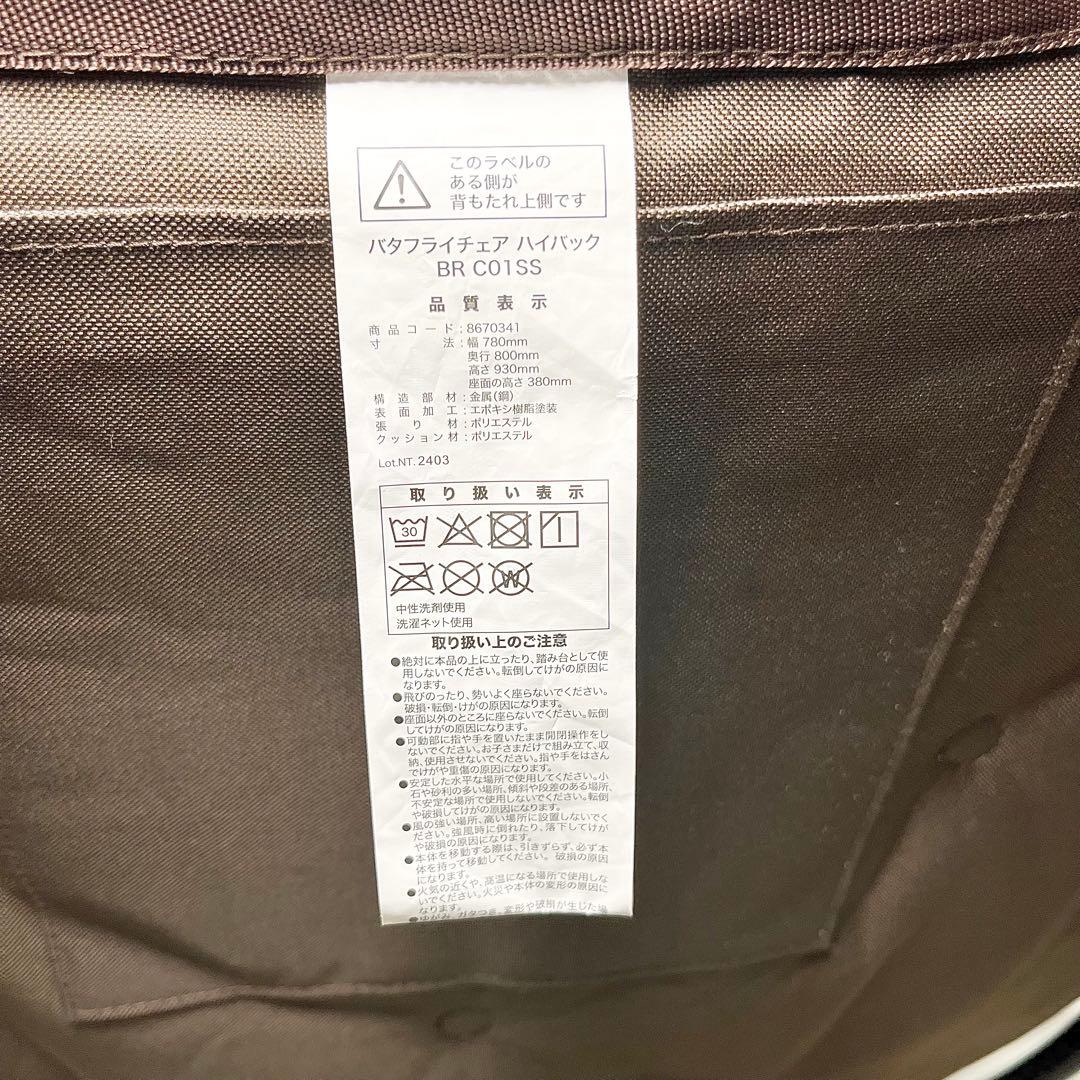 このラベルの
ある側が
背もたれ上側です
バタフライチェア ハイバック
BR C01SS
品質表示
商品コード:8670341
寸法:幅 780mm
奥行 800mm
高さ 930mm
座面の高さ 380mm
構造部材:金属(鋼)
表面加工:エポキシ樹脂塗装
張り材:ポリエステル
クッション材:ポリエステル
Lot.NT. 2403
取り扱い表示
30
W
中性洗剤使用
洗濯ネット使用
取り扱い上のご注意
●絶対に本品の上に立ったり、踏み台として使
用しないでください。転倒してけがの原因に
なります。
●飛びのったり、勢いよく座らないでください。
破損・転倒・けがの原因になります。
●座面以外のところに座らないでください。転倒
してけがの原因になります。
●可動部に指や手を置いたまま開閉操作をし
ないでください。お子さまだけで組み立て、収
納、使用させないでください。指や手をはさん
でけがや重傷の原因になります。
●安定した水平な場所で使用してください。小
石や砂利の多い場所、傾斜や段差のある場所、
不安定な場所で使用しないでください。転倒
や破損してけがの原因になります。
●風の強い場所、高い場所に設置しないでく
ださい。強風時に倒れたり、落下してけが
や破損の原因になります。
●本体を移動する際は、引きずらず、必ず本
体を持って移動してください。破損の原因
になります。
●火気の近くや、高温になる場所で使用しな
いでください。火災や本体の変形の原因に
なります。
●ゆがみ、ガタつき、変形や破損が生じた場